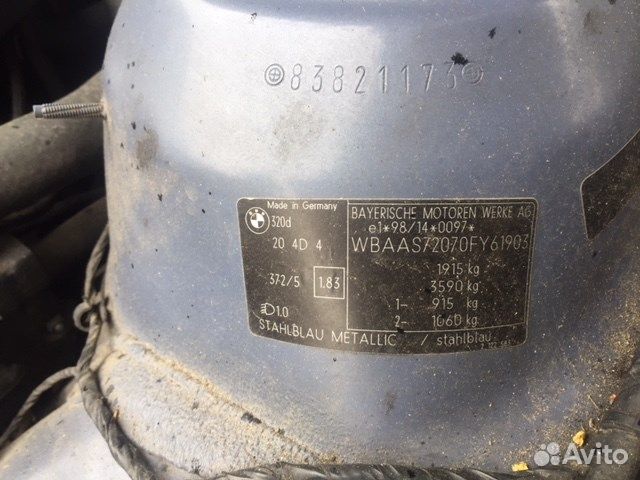 83821173
Made in Germany
BMW
320d
20 4D 4
372/5 1.83
1.0
STAHLBLAU METALLIC / stahlblau
BAYERISCHE MOTOREN WERKE AG
e1*98/14*0097*
WBAAS72070FY61903
1915 kg
3590 kg
1- 915 kg
2- 1060 kg
Avito